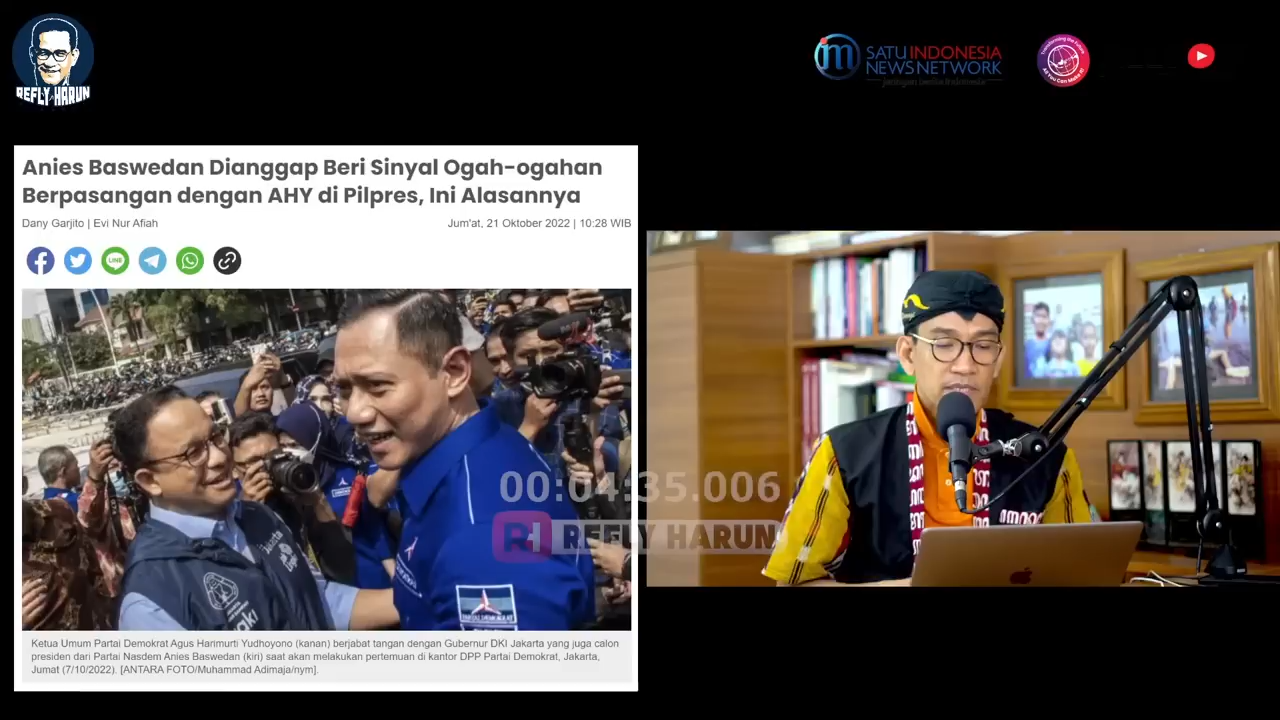 REFLY HARUN
SATU INDONESIA
NEWS NETWORK
Anies Baswedan Dianggap Beri Sinyal Ogah-ogahan
Berpasangan dengan AHY di Pilpres, Ini Alasannya
Dany Garjito | Evi Nur Afiah
Jum'at, 21 Oktober 2022 | 10:28 WIB
LINE
00:04:35.006
RH REFLY HARUN
PARTAI DEMOKRAT
Ketua Umum Partai Demokrat Agus Harimurti Yudhoyono (kanan) berjabat tangan dengan Gubernur DKI Jakarta yang juga calon
presiden dari Partai Nasdem Anies Baswedan (kiri) saat akan melakukan pertemuan di kantor DPP Partai Demokrat, Jakarta,
Jumat (7/10/2022). [ANTARA FOTO/Muhammad Adimaja/nym].